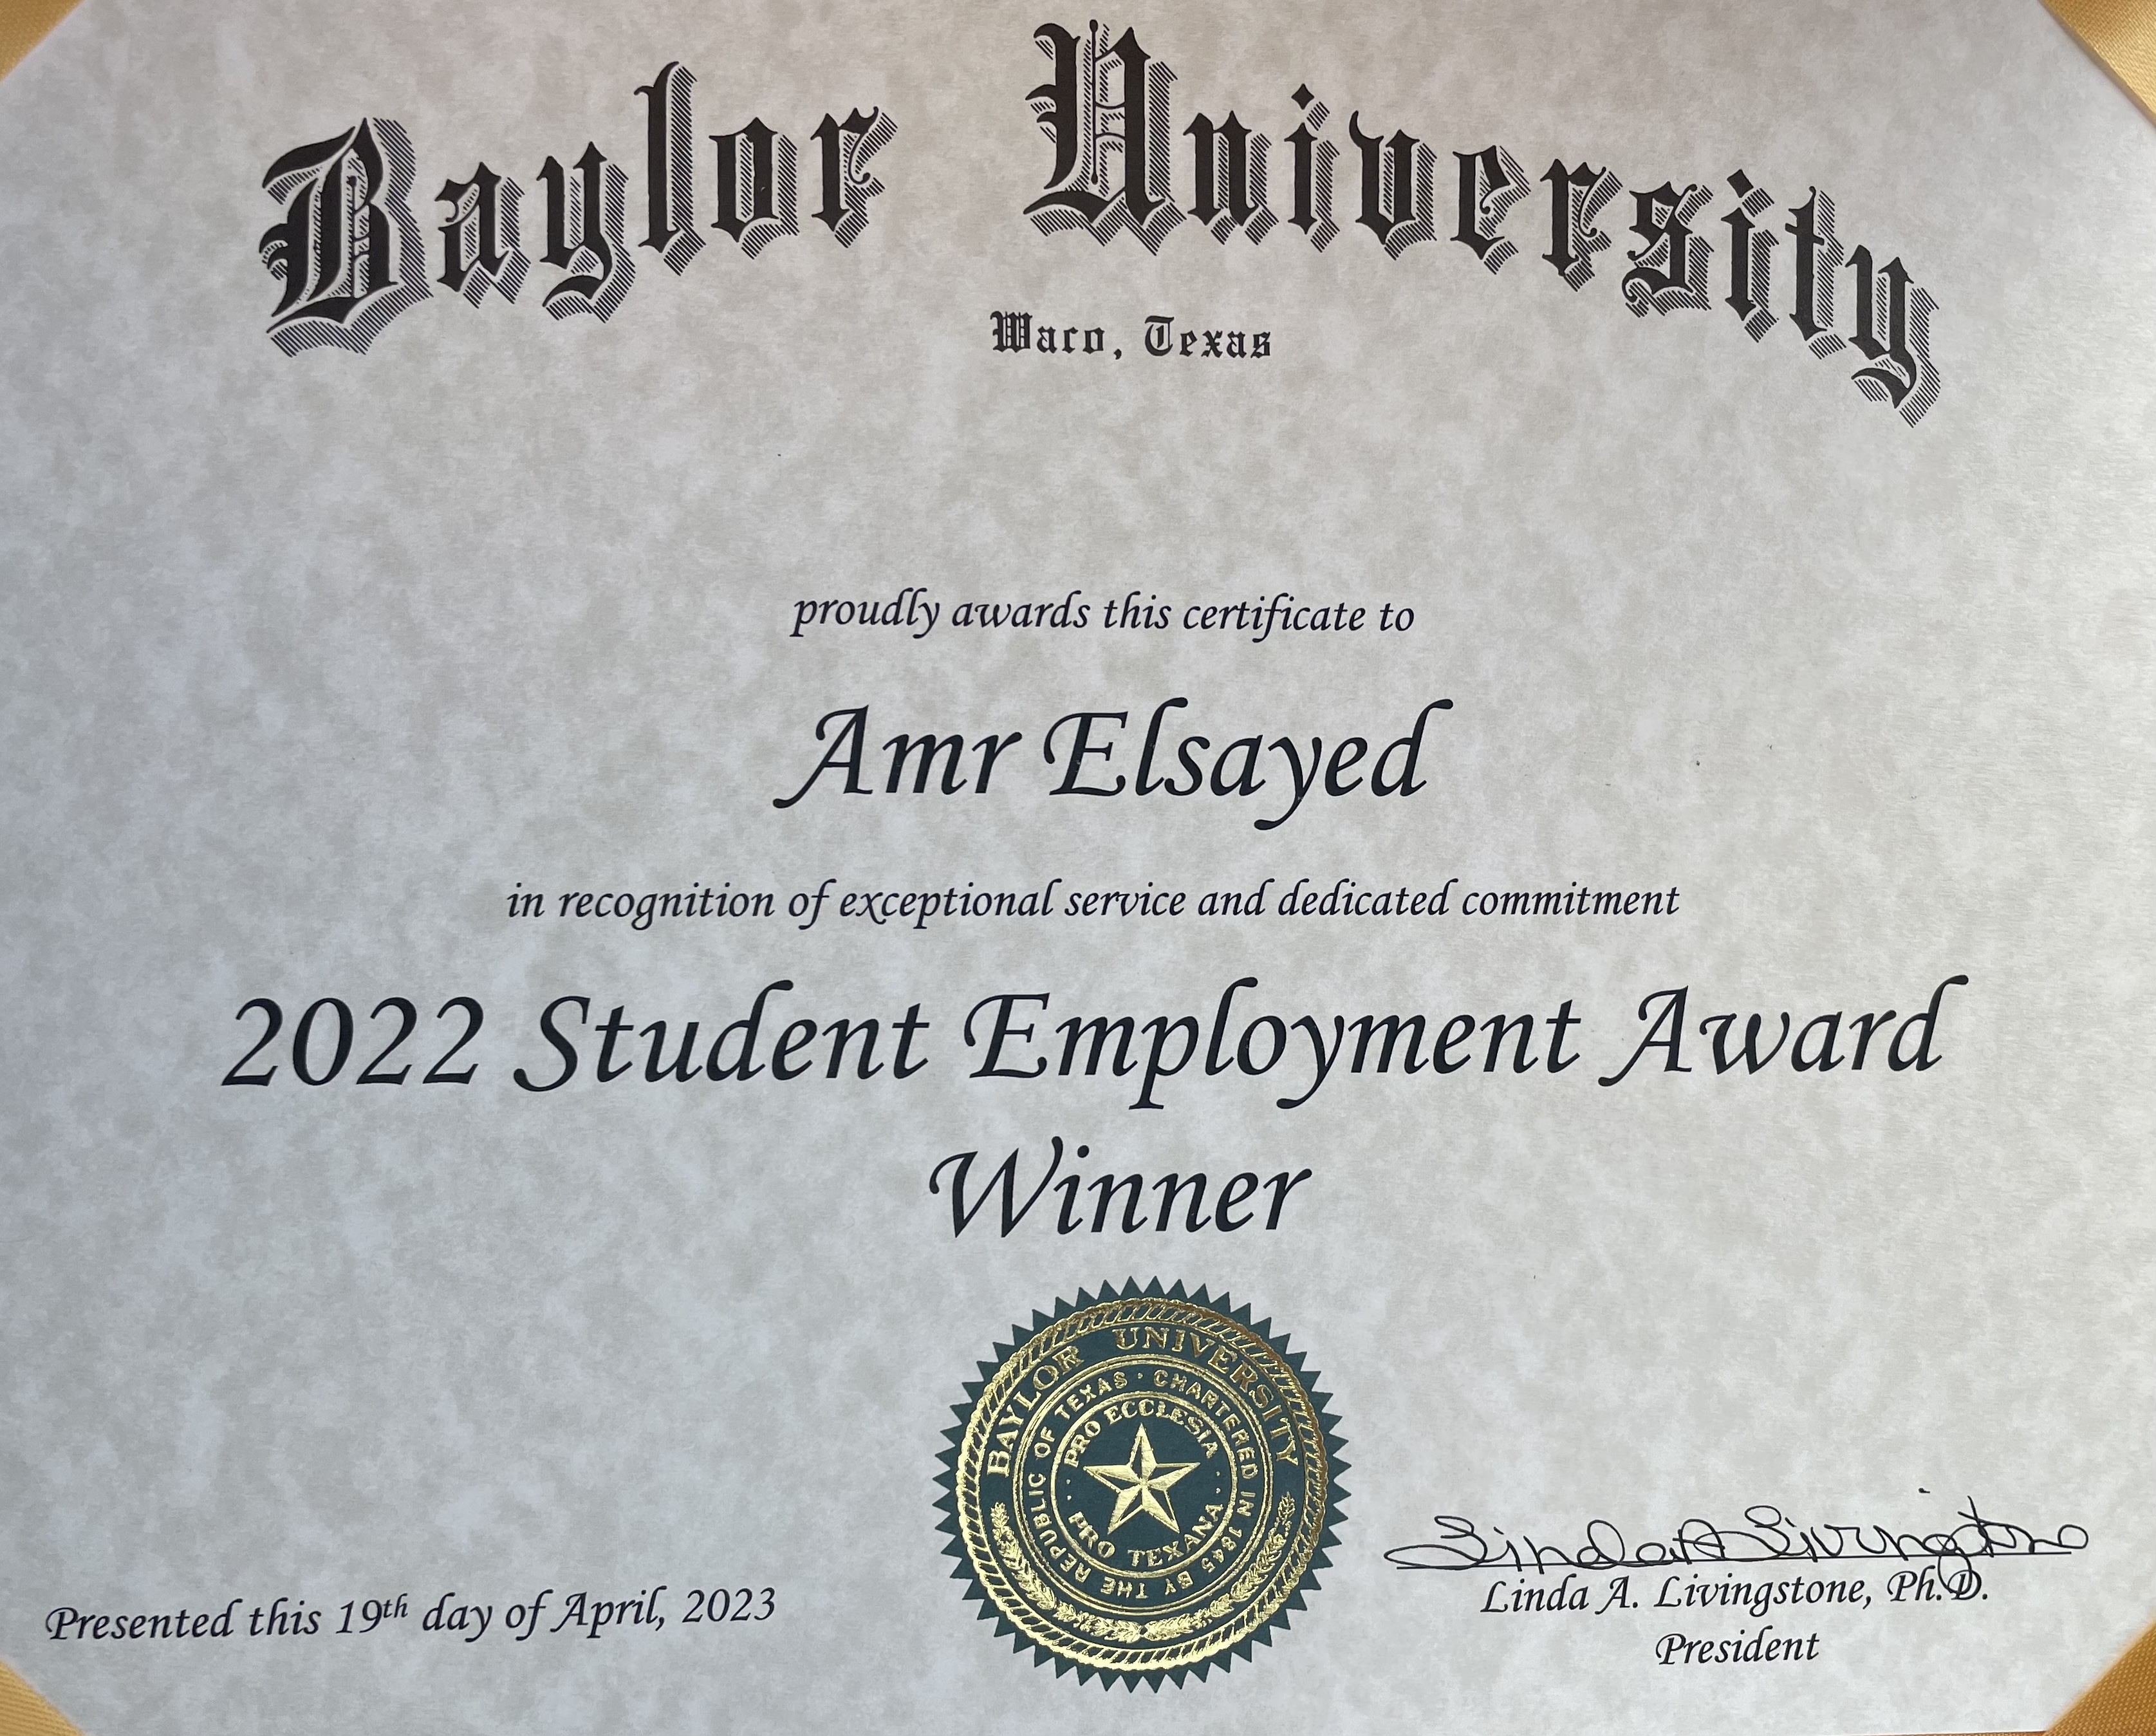 Baylor University
Waco, Texas
proudly awards this certificate to
Amr Elsayed
in recognition of exceptional service and dedicated commitment
2022 Student Employment Award
Winner
BAYLOR UNIVERSITY
REPUBLIC OF TEXAS · CHARTERED IN 1845 BY THE
PRO ECCLESIA
PRO TEXANA
Linda A Livingstone
Presented this 19th day of April, 2023
Linda A. Livingstone, Ph.D.
President